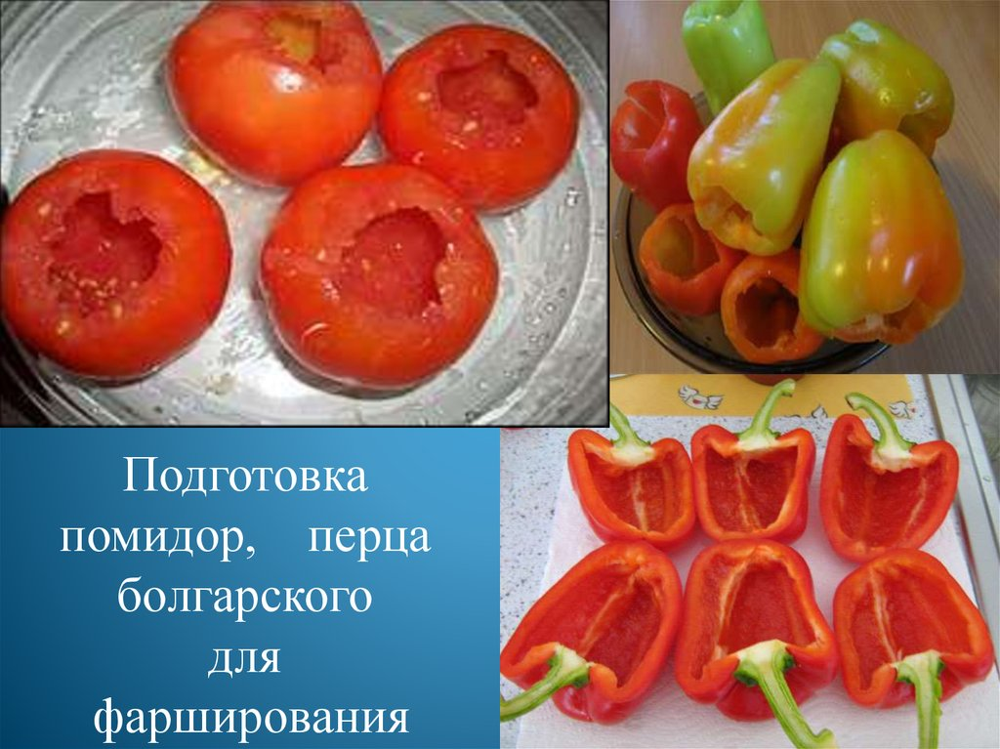 Подготовка
помидор, перца
болгарского
для
фарширования